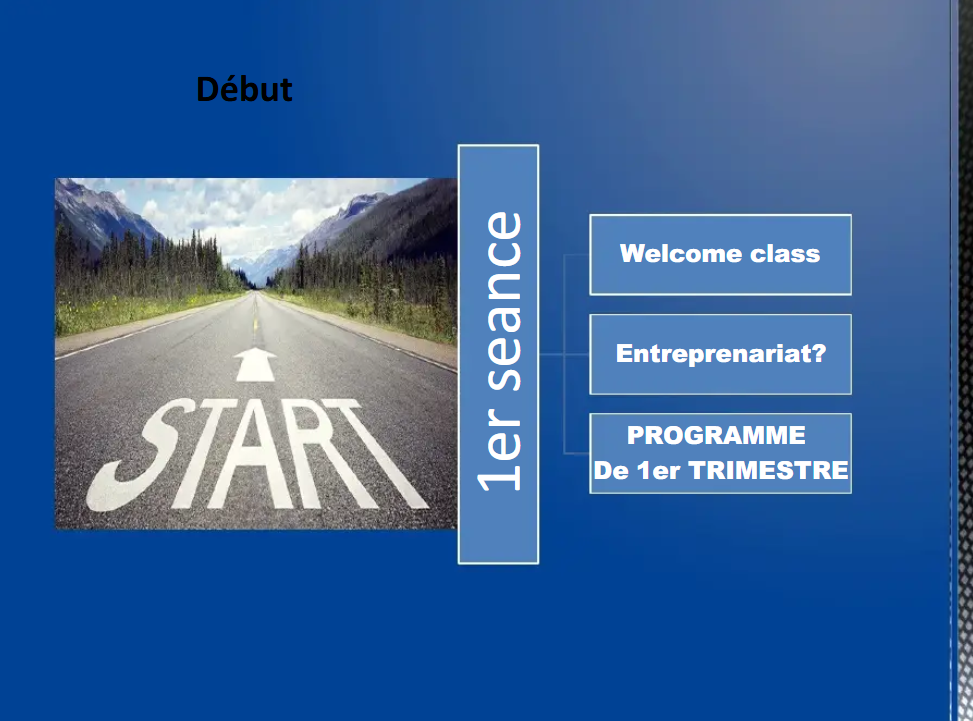 Début
START
1er seance
Welcome class
Entreprenariat?
PROGRAMME
De 1er TRIMESTRE